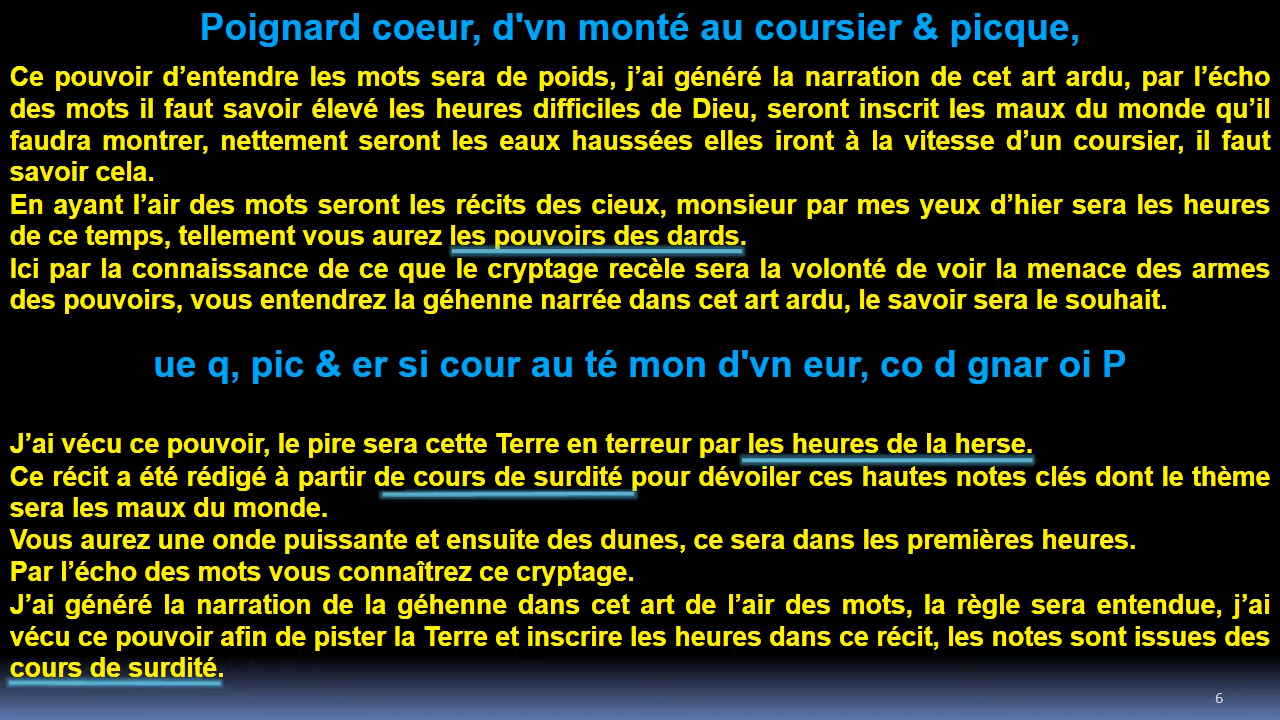 Poignard coeur, d'vn monté au coursier & picque,
Ce pouvoir d’entendre les mots sera de poids, j’ai généré la narration de cet art ardu, par l’écho
des mots il faut savoir élevé les heures difficiles de Dieu, seront inscrit les maux du monde qu’il
faudra montrer, nettement seront les eaux haussées elles iront à la vitesse d’un coursier, il faut
savoir cela.
En ayant l’air des mots seront les récits des cieux, monsieur par mes yeux d’hier sera les heures
de ce temps, tellement vous aurez les pouvoirs des dards.
Ici par la connaissance de ce que le cryptage recèle sera la volonté de voir la menace des armes
des pouvoirs, vous entendrez la géhenne narrée dans cet art ardu, le savoir sera le souhait.
ue q, pic & er si cour au té mon d'vn eur, co d gnar oi P
J’ai vécu ce pouvoir, le pire sera cette Terre en terreur par les heures de la herse.
Ce récit a été rédigé à partir de cours de surdité pour dévoiler ces hautes notes clés dont le thème
sera les maux du monde.
Vous aurez une onde puissante et ensuite des dunes, ce sera dans les premières heures.
Par l’écho des mots vous connaîtrez ce cryptage.
J’ai généré la narration de la géhenne dans cet art de l’air des mots, la règle sera entendue, j’ai
vécu ce pouvoir afin de pister la Terre et inscrire les heures dans ce récit, les notes sont issues des
cours de surdité.
6